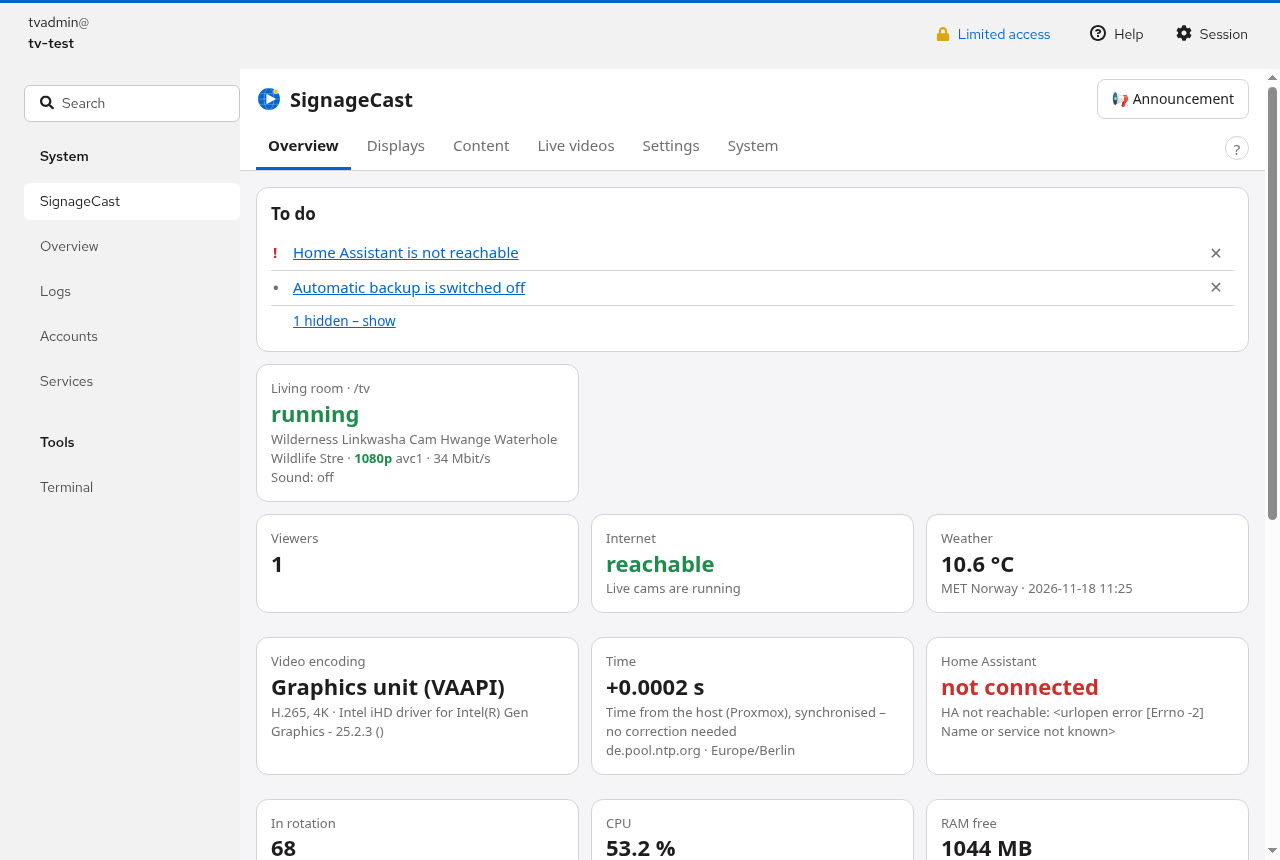 tvadmin@
tv-test
Limited access
Help
Session
Search
System
SignageCast
Overview
Logs
Accounts
Services
Tools
Terminal
SignageCast
Announcement
Overview
Displays
Content
Live videos
Settings
System
?
To do
! Home Assistant is not reachable ✕
• Automatic backup is switched off ✕
1 hidden – show
Living room · /tv
running
Wilderness Linkwasha Cam Hwange Waterhole
Wildlife Stre · 1080p avc1 · 34 Mbit/s
Sound: off
Viewers
1
Internet
reachable
Live cams are running
Weather
10.6 °C
MET Norway · 2026-11-18 11:25
Video encoding
Graphics unit (VAAPI)
H.265, 4K · Intel iHD driver for Intel(R) Gen
Graphics - 25.2.3 ()
Time
+0.0002 s
Time from the host (Proxmox), synchronised –
no correction needed
de.pool.ntp.org · Europe/Berlin
Home Assistant
not connected
HA not reachable: <urlopen error [Errno -2]
Name or service not known>
In rotation
68
CPU
53.2 %
RAM free
1044 MB